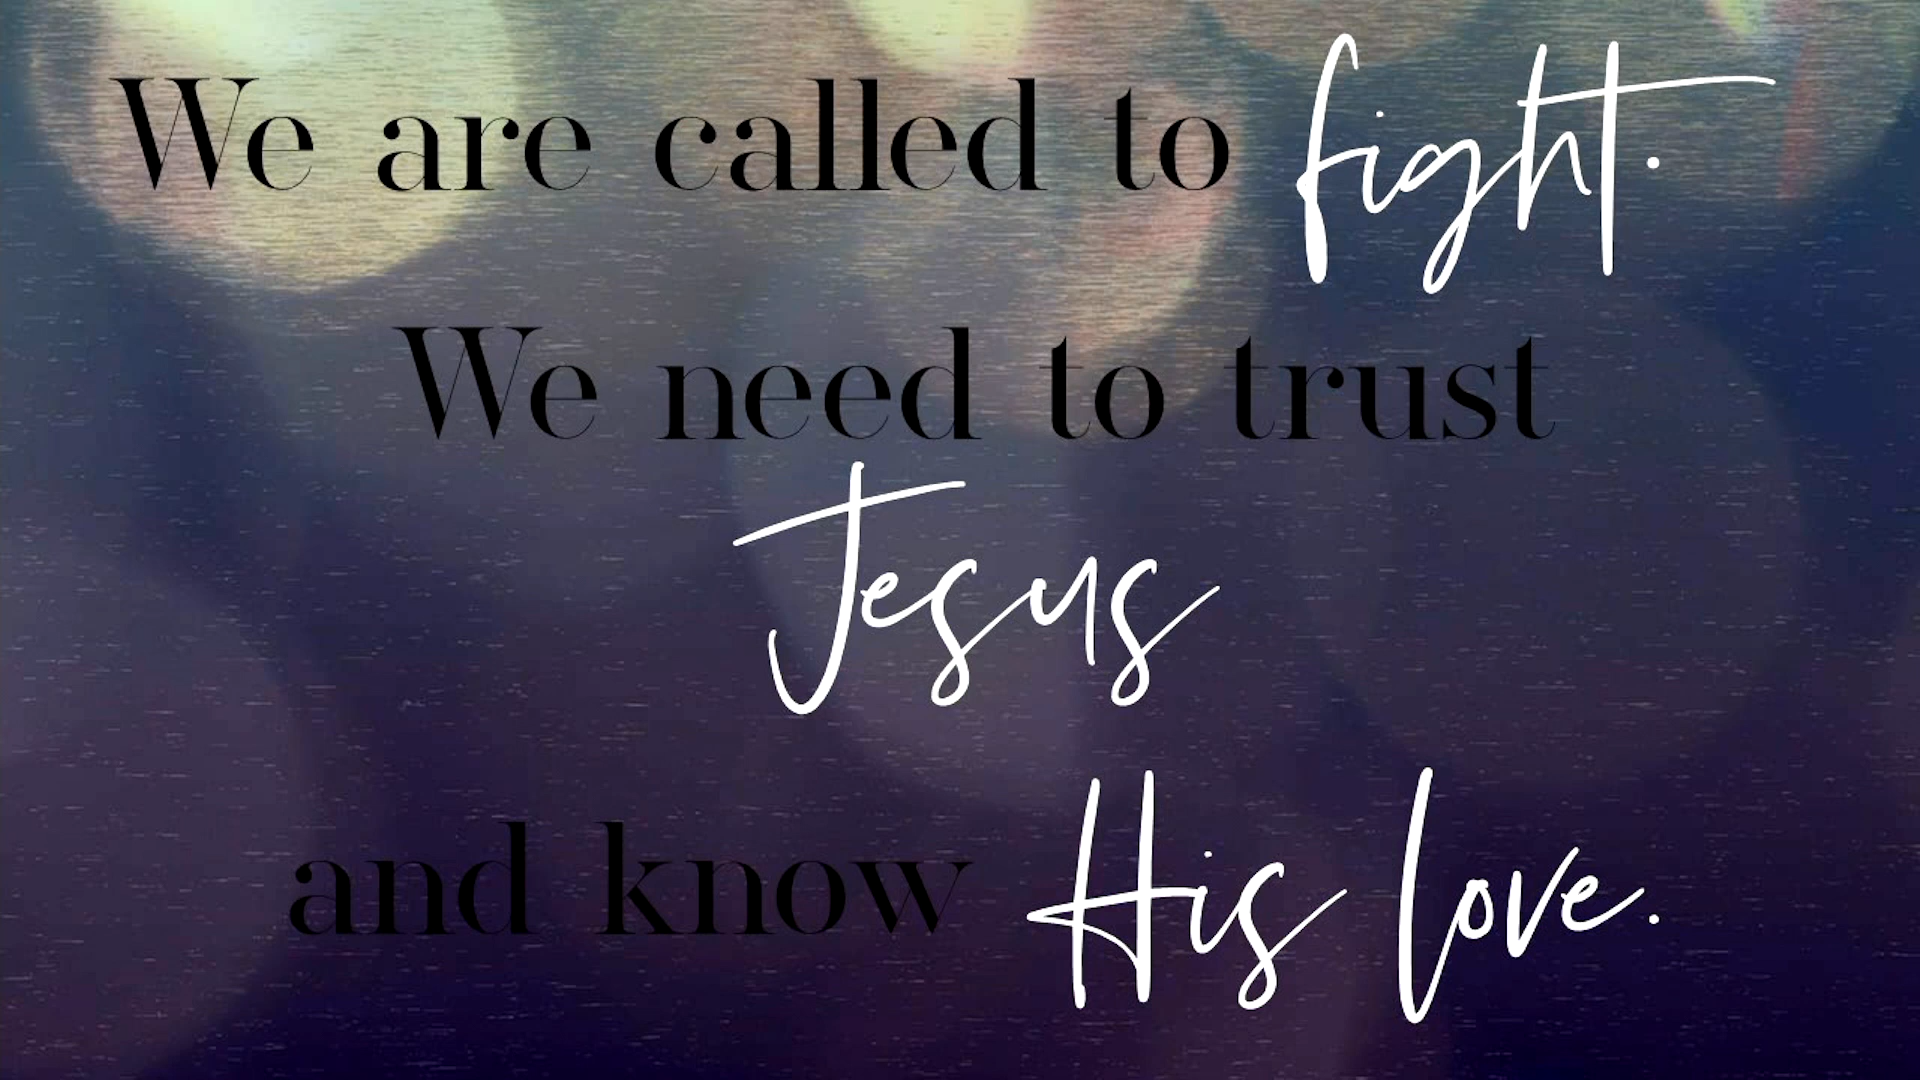 We are called to fight.
We need to trust
Jesus
and know His love.